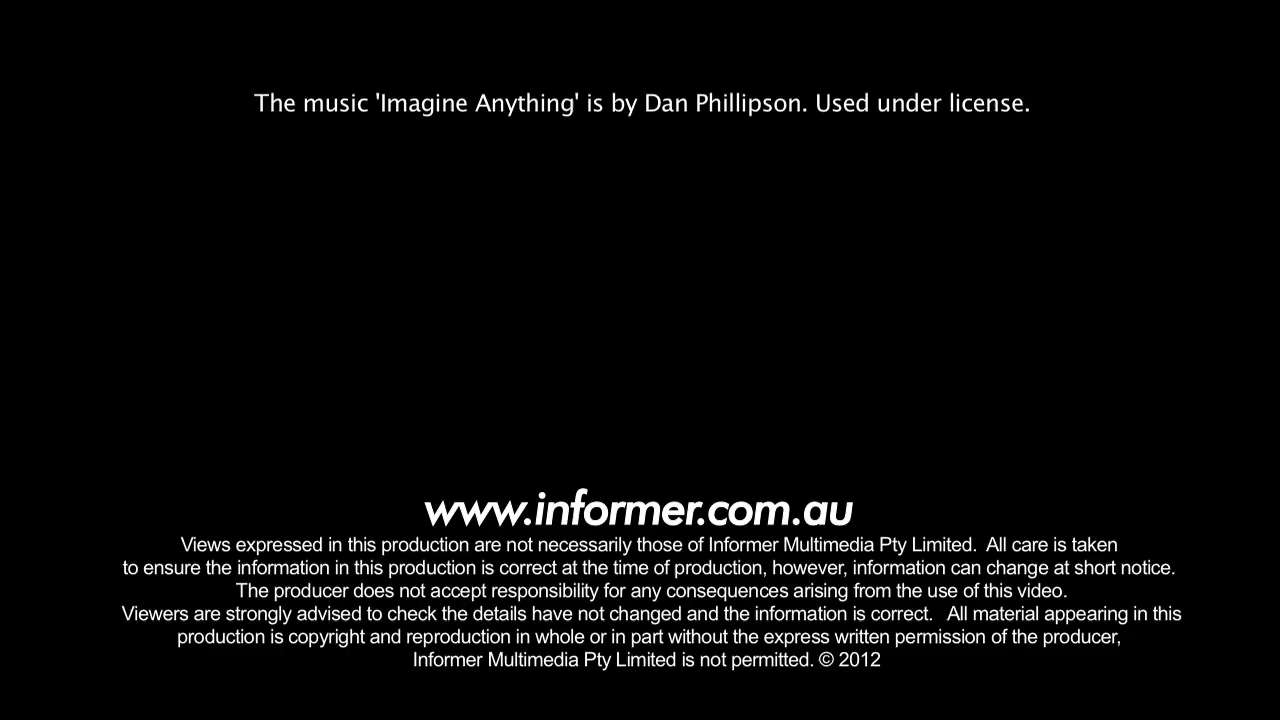 The music 'Imagine Anything' is by Dan Phillipson. Used under license.
www.informer.com.au
Views expressed in this production are not necessarily those of Informer Multimedia Pty Limited.  All care is taken
to ensure the information in this production is correct at the time of production, however, information can change at short notice.
The producer does not accept responsibility for any consequences arising from the use of this video.
Viewers are strongly advised to check the details have not changed and the information is correct.   All material appearing in this
production is copyright and reproduction in whole or in part without the express written permission of the producer,
Informer Multimedia Pty Limited is not permitted. © 2012